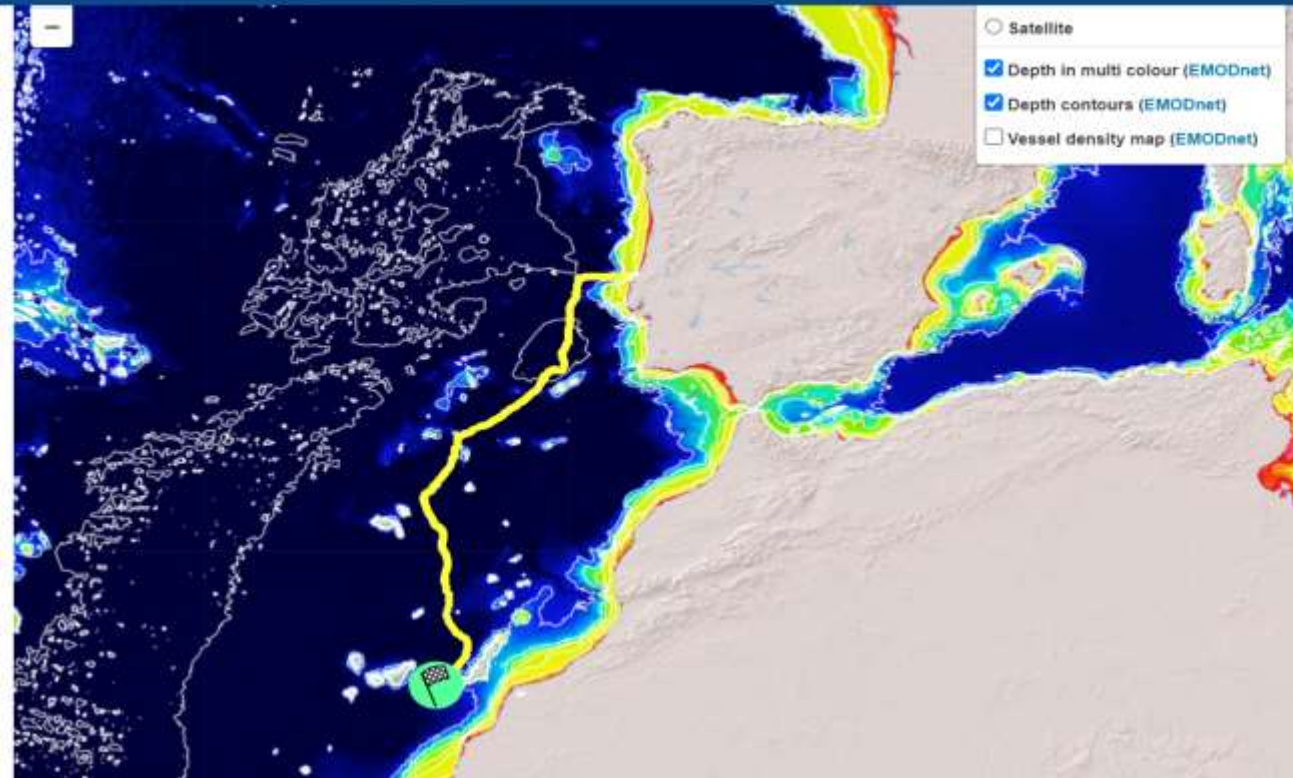 −
Satellite
Depth in multi colour (EMODnet)
Depth contours (EMODnet)
Vessel density map (EMODnet)